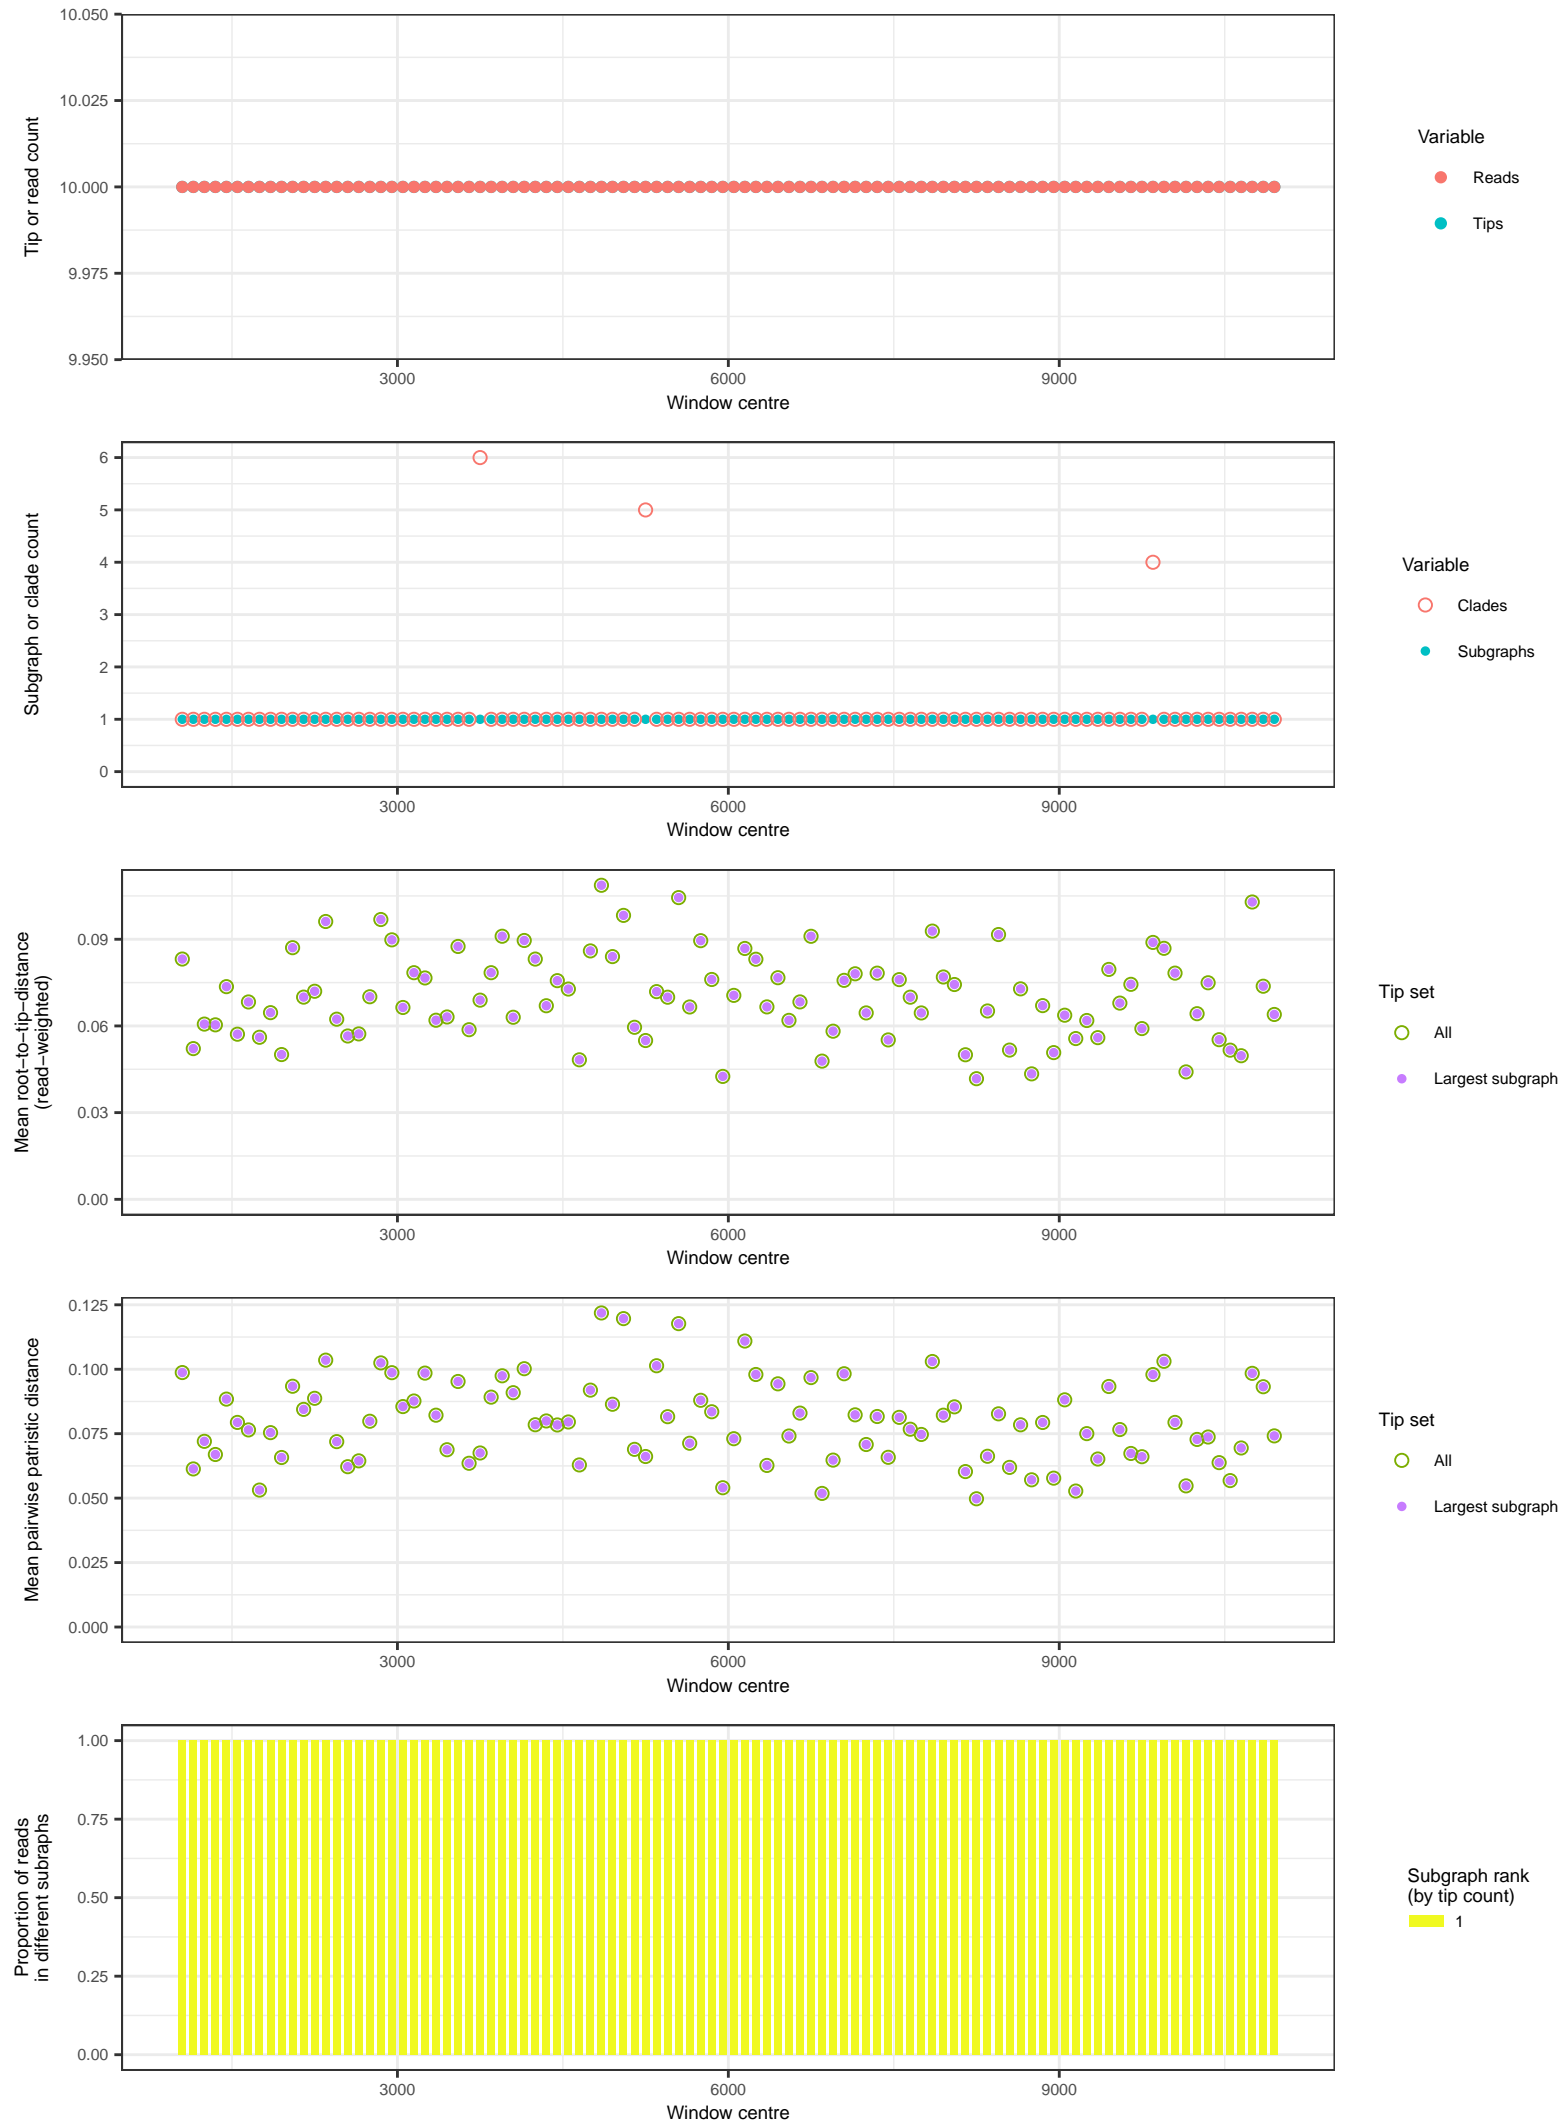 10.050
10.025
10.000
9.975
9.950
Tip or read count
3000 6000 9000
Window centre
Variable
Reads
Tips
6
5
4
3
2
1
0
Subgraph or clade count
3000 6000 9000
Window centre
Variable
Clades
Subgraphs
0.09
0.06
0.03
0.00
Mean root−to−tip−distance
(read−weighted)
3000 6000 9000
Window centre
Tip set
All
Largest subgraph
0.125
0.100
0.075
0.050
0.025
0.000
Mean pairwise patristic distance
3000 6000 9000
Window centre
Tip set
All
Largest subgraph
1.00
0.75
0.50
0.25
0.00
Proportion of reads
in different subraphs
3000 6000 9000
Window centre
Subgraph rank
(by tip count)
1